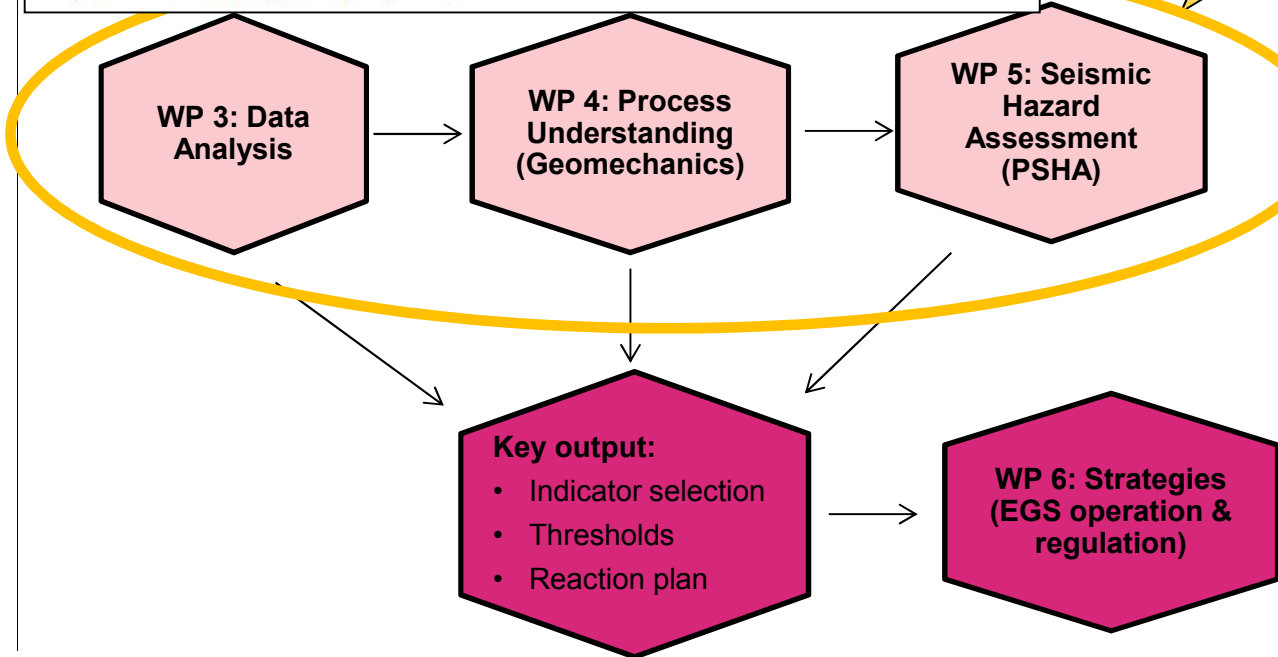 WP 3: Data
Analysis
WP 4: Process
Understanding
(Geomechanics)
WP 5: Seismic
Hazard
Assessment
(PSHA)
Key output:
• Indicator selection
• Thresholds
• Reaction plan
WP 6: Strategies
(EGS operation &
regulation)